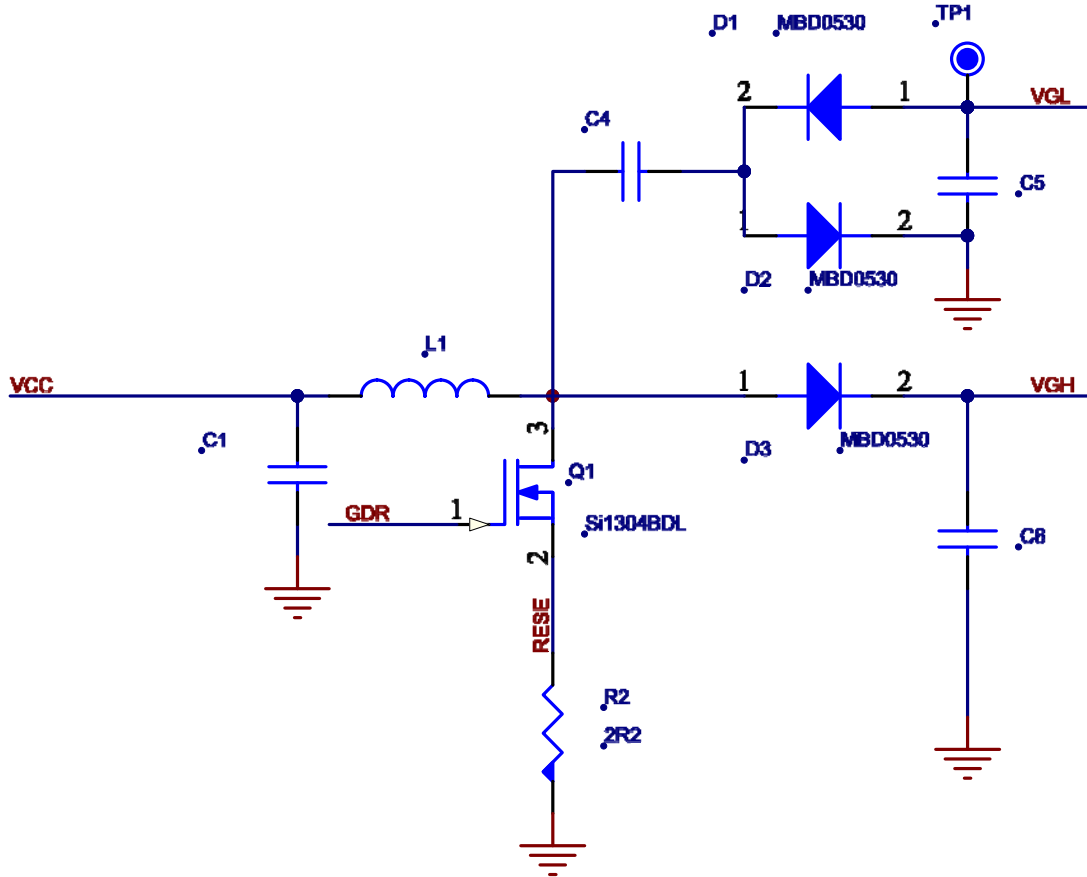 TP1
D1 MBD0530
2 1
VGL
C4
C5
1 2
D2 MBD0530
L1
VCC
1 2
VGH
C1
3
D3 MBD0530
Q1
GDR 1
Si1304BDL
C6
2
RESE
R2
2R2